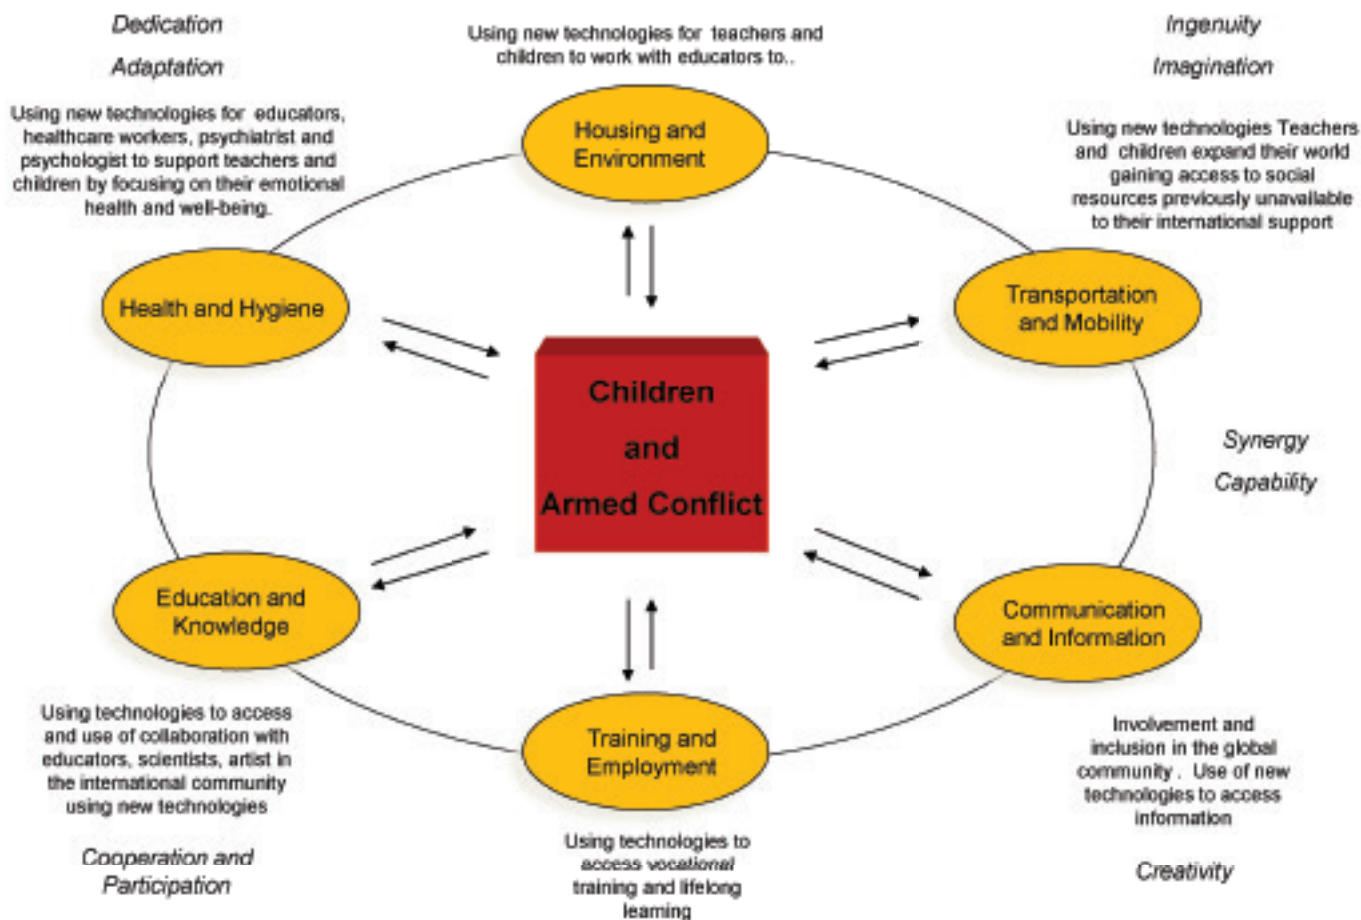 Dedication
Adaptation
Using new technologies for educators,
healthcare workers, psychiatrist and
psychologist to support teachers and
children by focusing on their emotional
health and well-being.
Using new technologies for teachers and
children to work with educators to..
Ingenuity
Imagination
Using new technologies Teachers
and children expand their world
gaining access to social
resources previously unavailable
to their international support
Housing and
Environment
Health and Hygiene
Transportation
and Mobility
Children
and
Armed Conflict
Synergy
Capability
Education and
Knowledge
Communication
and Information
Training and
Employment
Using technologies to access
and use of collaboration with
educators, scientists, artist in
the international community
using new technologies
Cooperation and
Participation
Using technologies to
access vocational
training and lifelong
learning
Involvement and
inclusion in the global
community . Use of new
technologies to access
information
Creativity